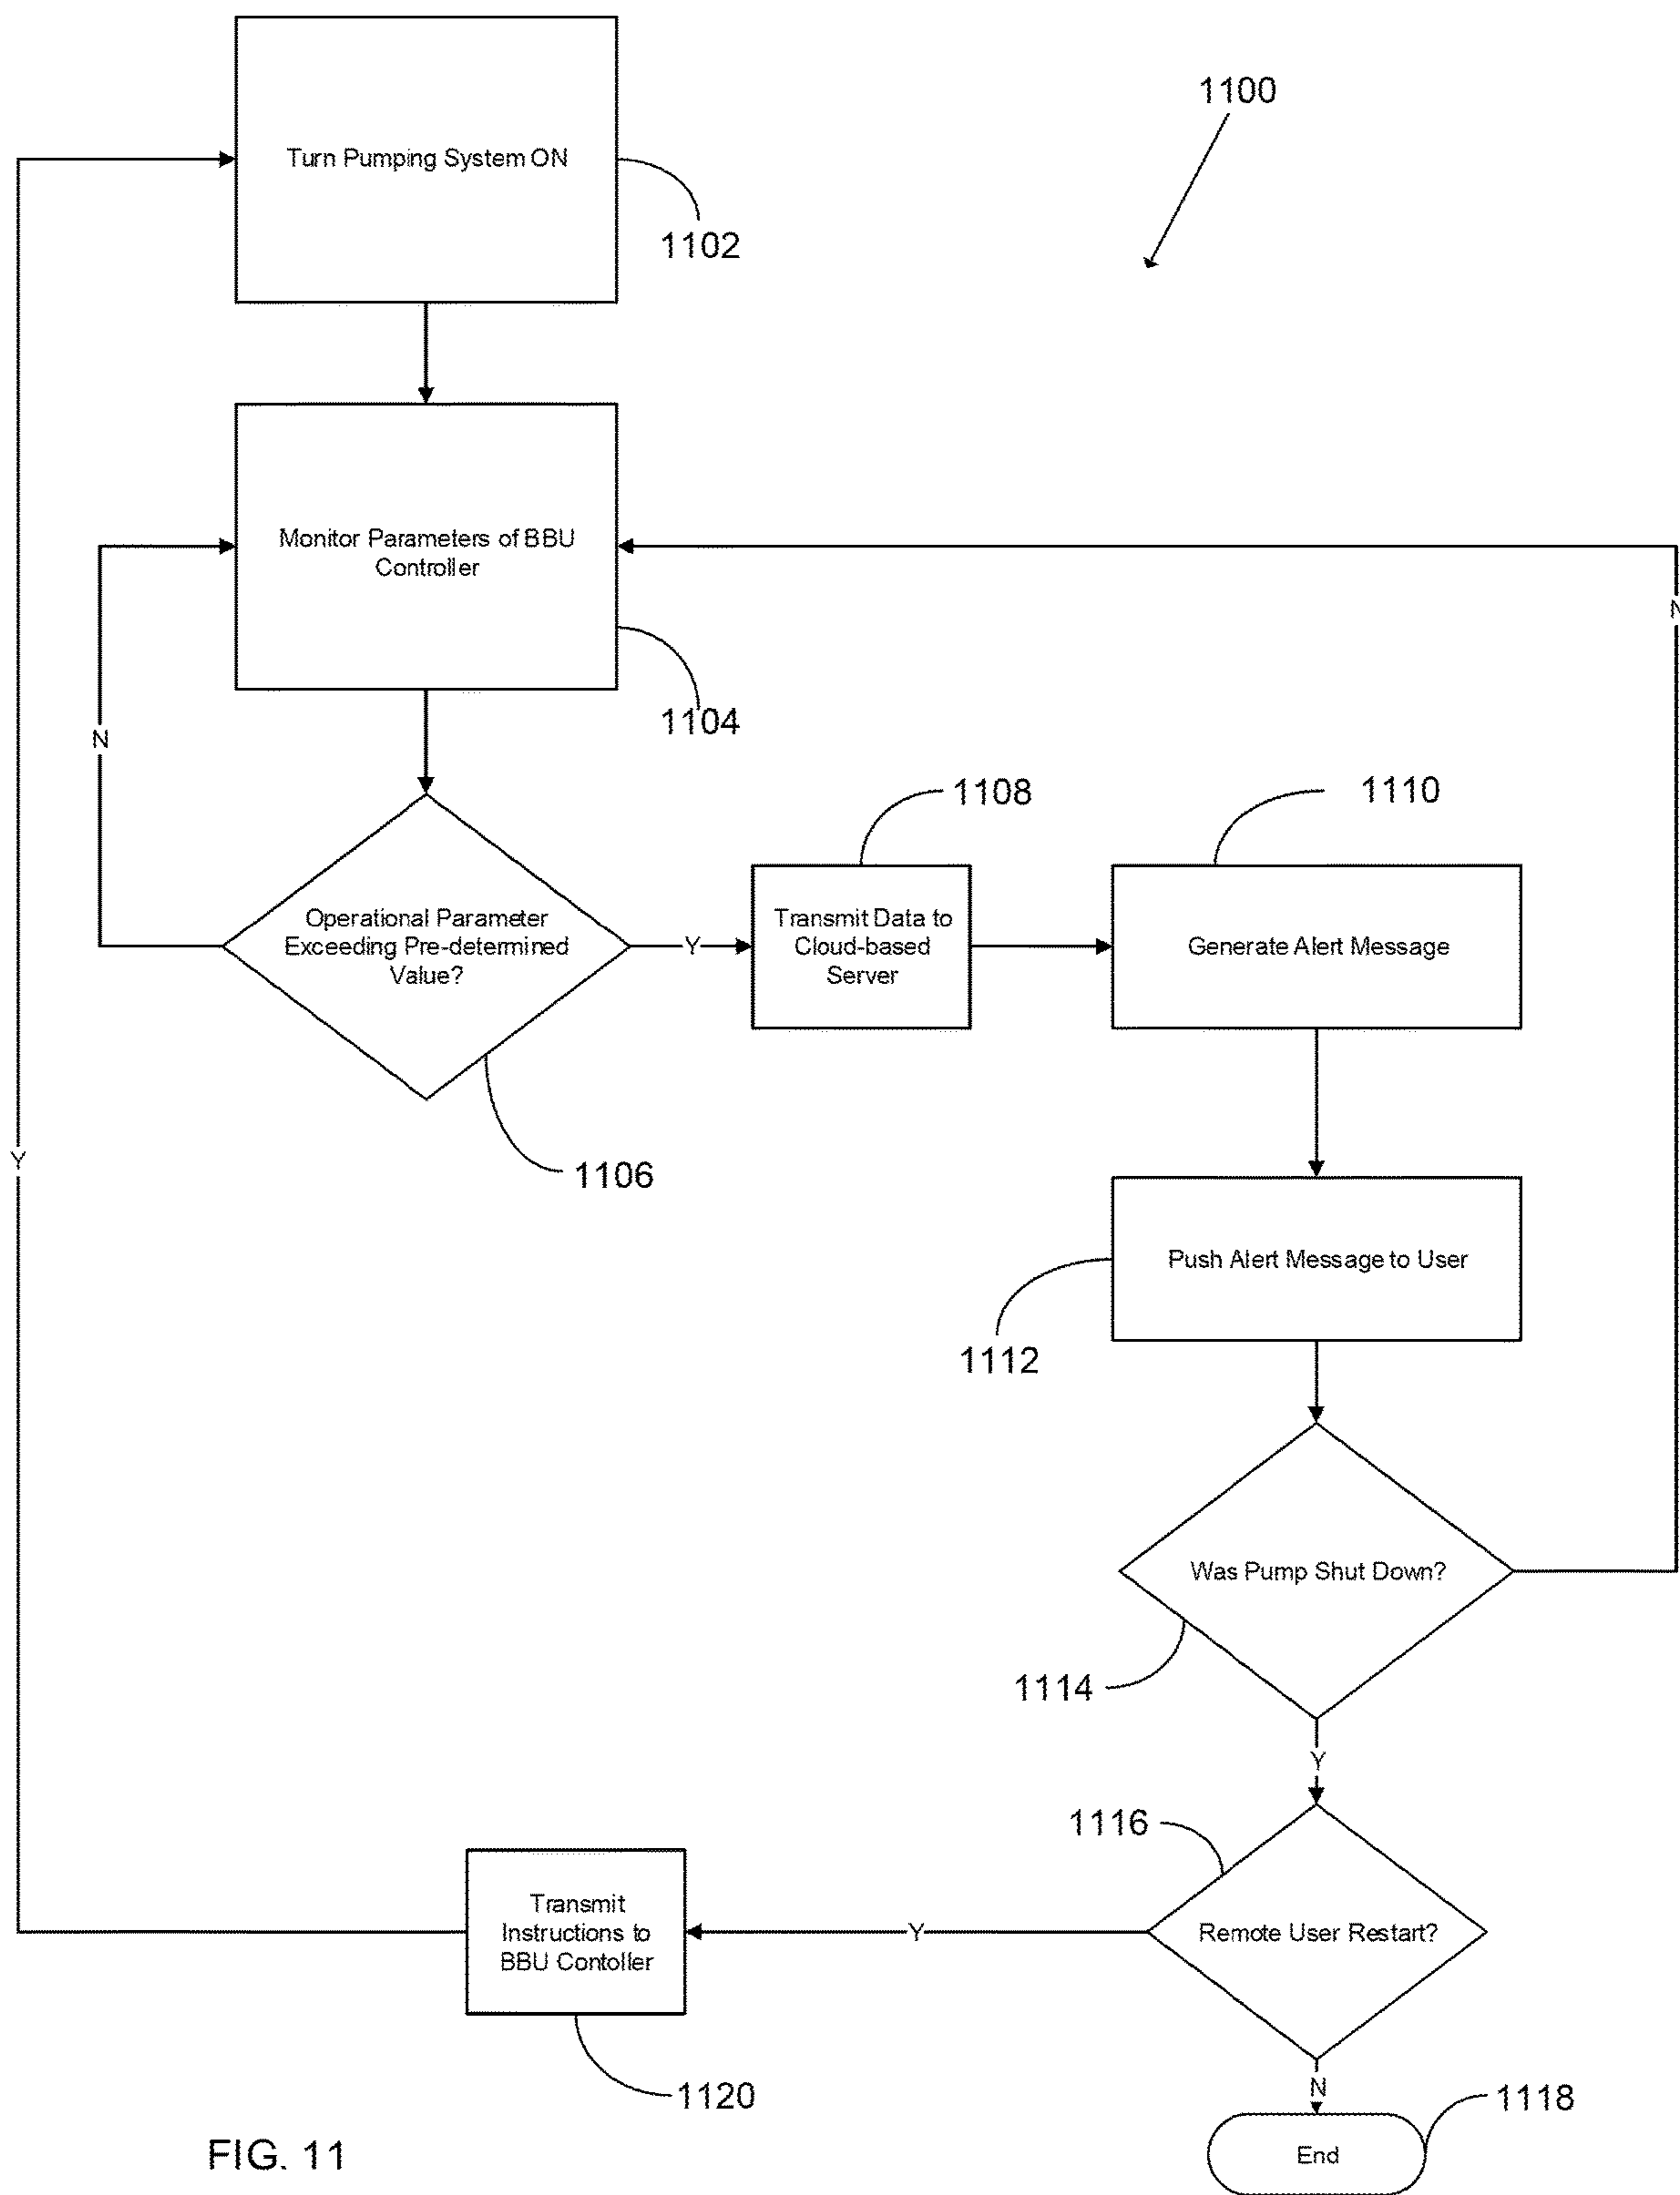 1100
Turn Pumping System ON
1102
Monitor Parameters of BBU
Controller
1104
N
N
1108
1110
Operational Parameter
Exceeding Pre-determined
Value?
Y
Transmit Data to
Cloud-based
Server
Generate Alert Message
1106
Y
Push Alert Message to User
1112
Was Pump Shut Down?
1114
Y
1116
Transmit
Instructions to
BBU Contoller
Y
Remote User Restart?
1120
N
1118
End
FIG. 11